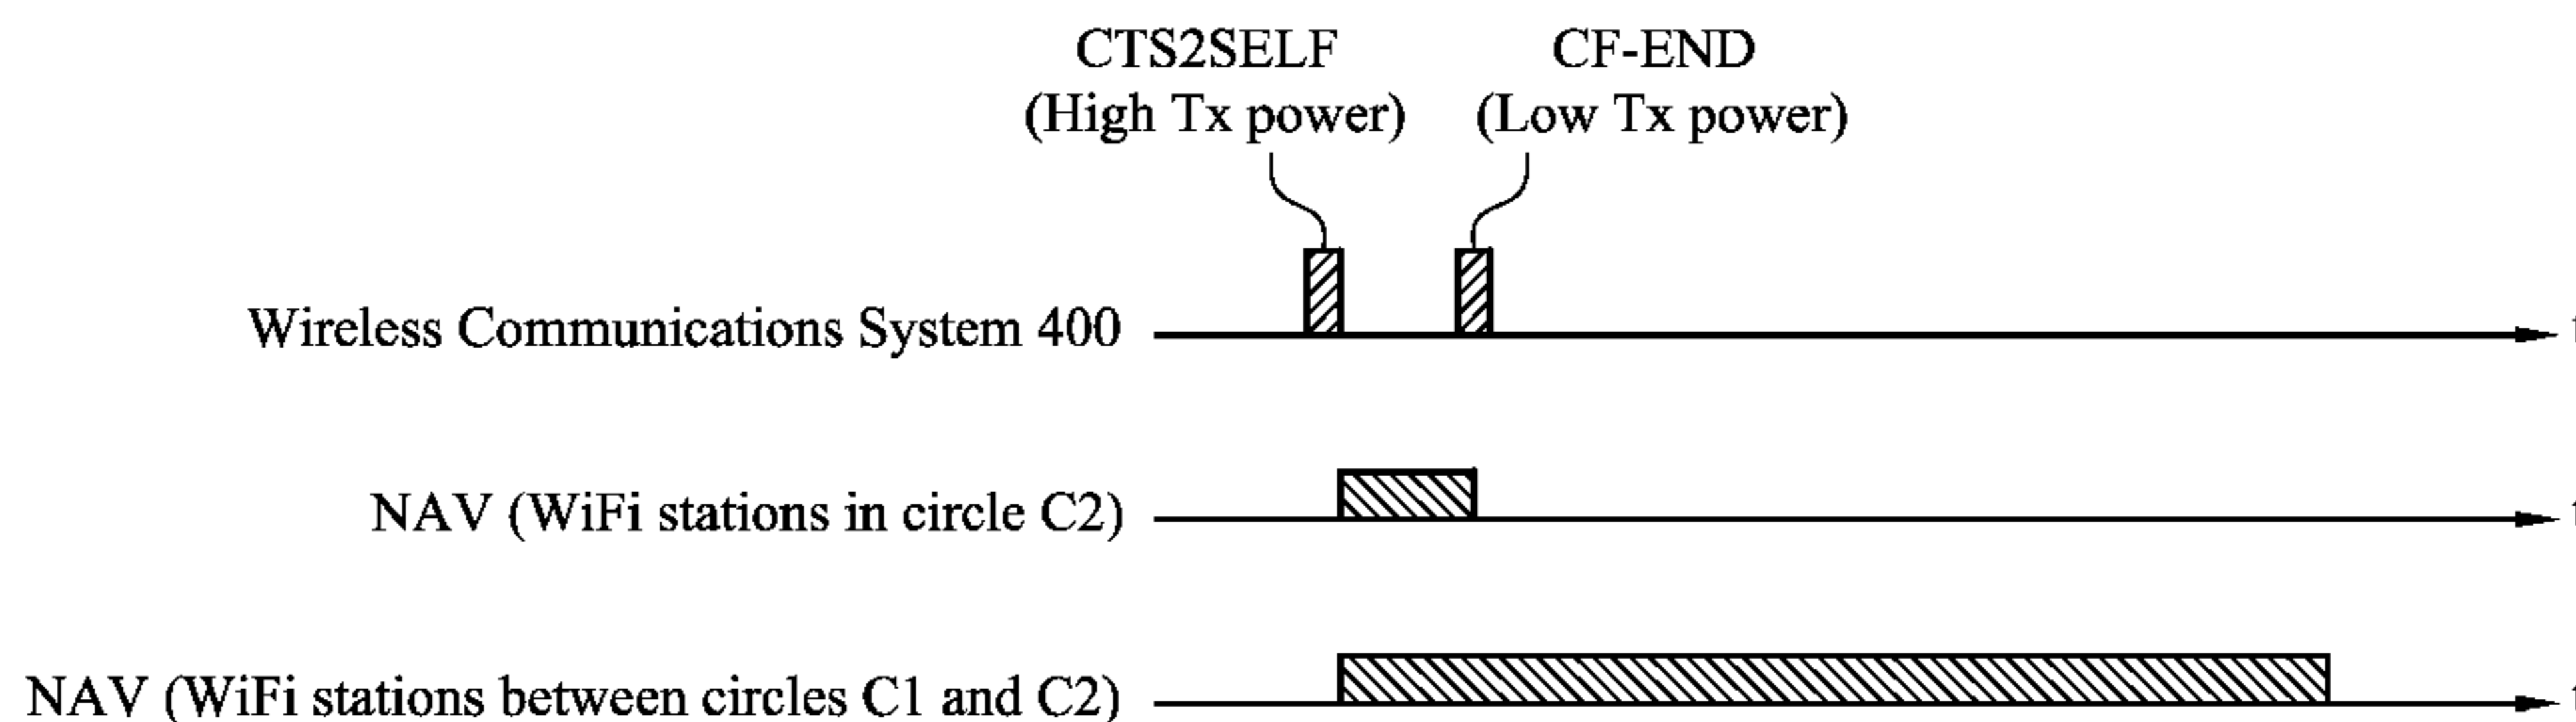 CTS2SELF
(High Tx power)
CF-END
(Low Tx power)
Wireless Communications System 400
NAV (WiFi stations in circle C2)
NAV (WiFi stations between circles C1 and C2)